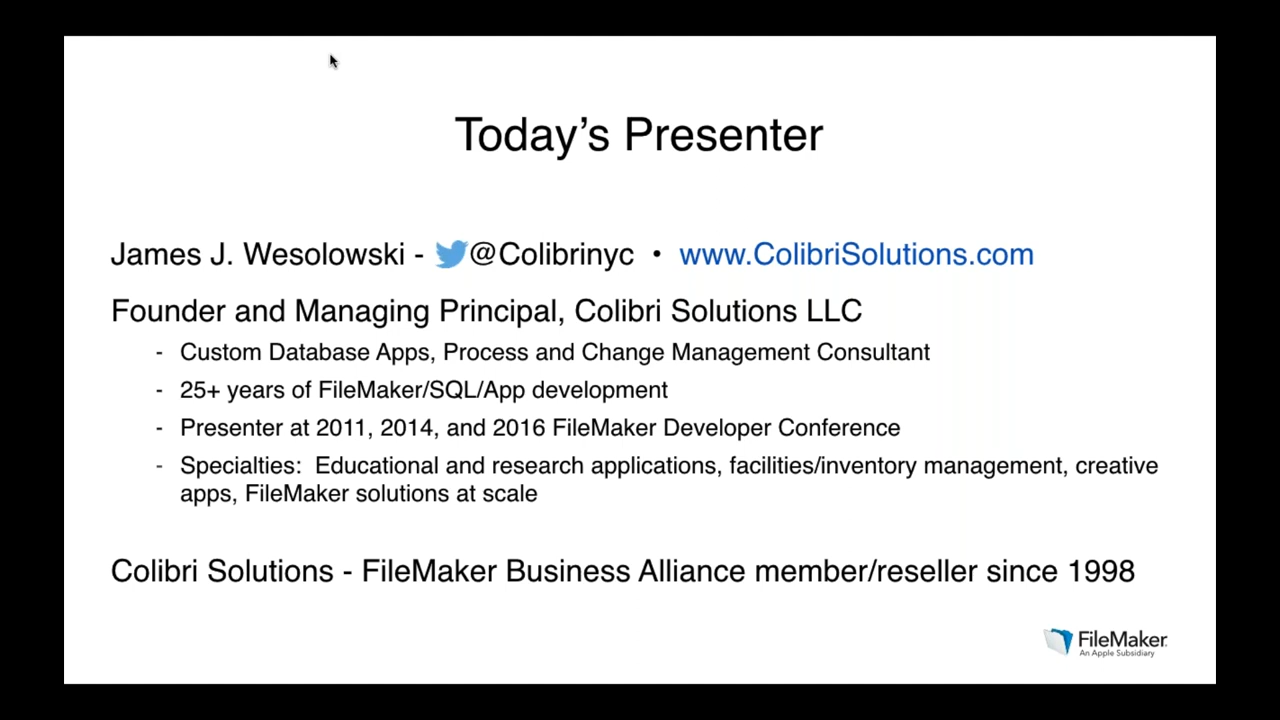 Today’s Presenter
James J. Wesolowski - @Colibrinyc • www.ColibriSolutions.com
Founder and Managing Principal, Colibri Solutions LLC
- Custom Database Apps, Process and Change Management Consultant
- 25+ years of FileMaker/SQL/App development
- Presenter at 2011, 2014, and 2016 FileMaker Developer Conference
- Specialties: Educational and research applications, facilities/inventory management, creative
apps, FileMaker solutions at scale
Colibri Solutions - FileMaker Business Alliance member/reseller since 1998
FileMaker
An Apple Subsidiary